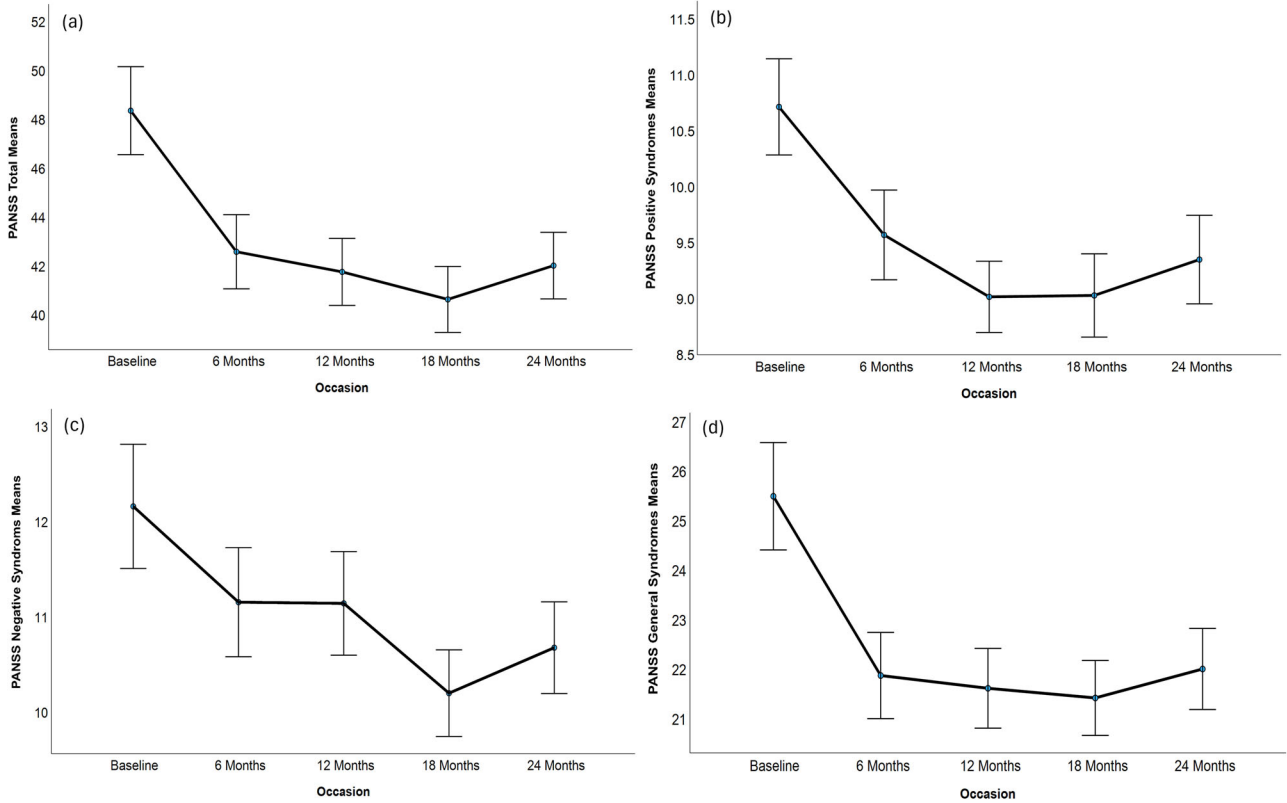 (a)
PANSS Total Means
52
50
48
46
44
42
40
Baseline 6 Months 12 Months 18 Months 24 Months
Occasion
(b)
PANSS Positive Syndromes Means
11.5
11.0
10.5
10.0
9.5
9.0
8.5
Baseline 6 Months 12 Months 18 Months 24 Months
Occasion
(c)
PANSS Negative Syndroms Means
13
12
11
10
Baseline 6 Months 12 Months 18 Months 24 Months
Occasion
(d)
PANSS General Syndromes Means
27
26
25
24
23
22
21
Baseline 6 Months 12 Months 18 Months 24 Months
Occasion